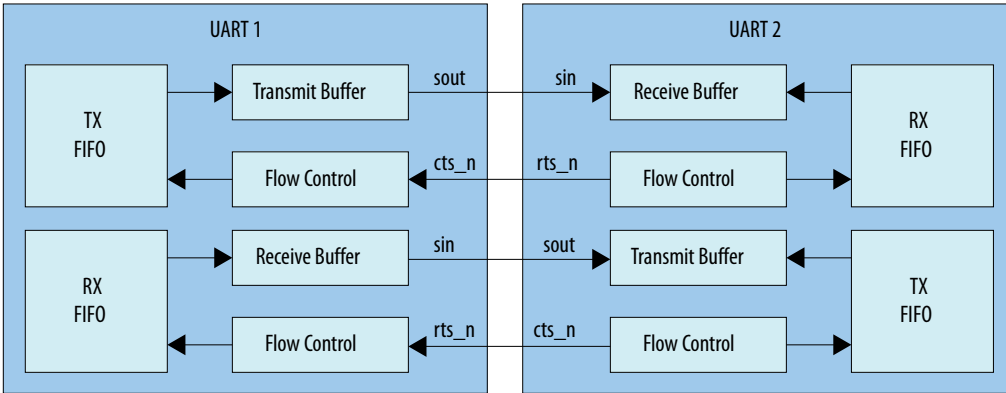 UART 1
UART 2
TX
FIFO
Transmit Buffer
sout
sin
Receive Buffer
RX
FIFO
Flow Control
cts_n
rts_n
Flow Control
RX
FIFO
Receive Buffer
sin
sout
Transmit Buffer
TX
FIFO
Flow Control
rts_n
cts_n
Flow Control